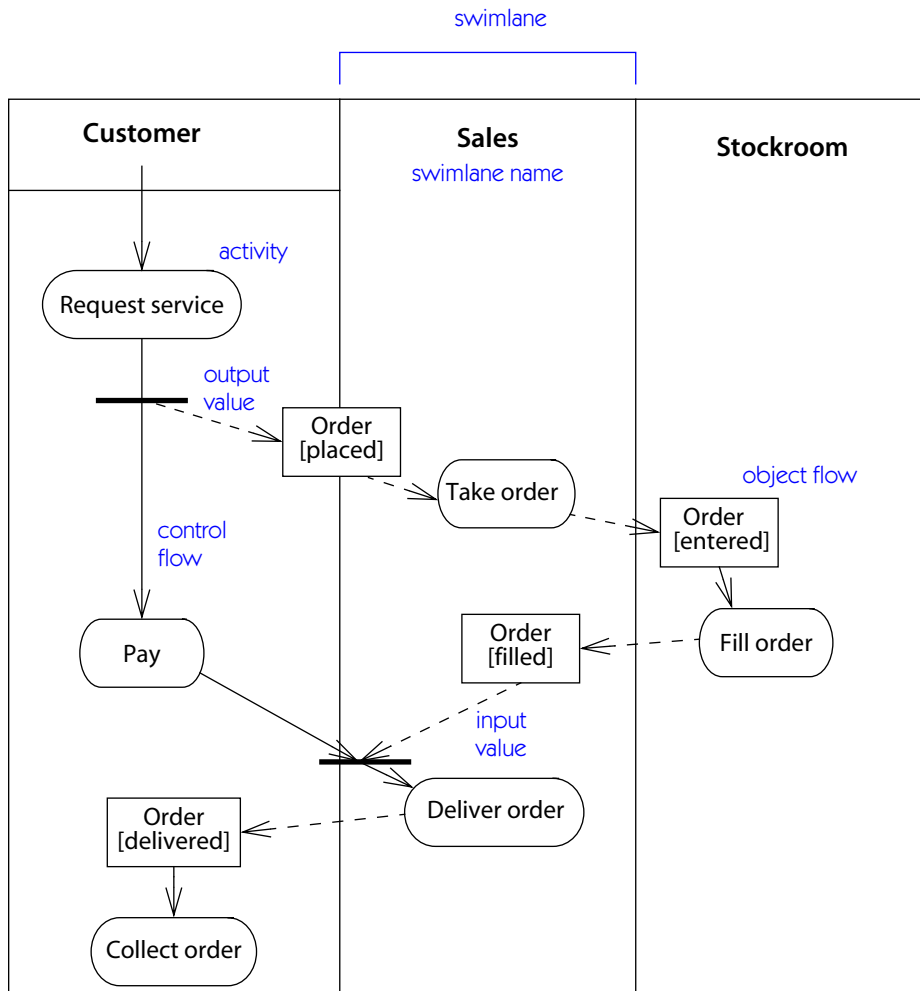 swimlane
Customer
Sales
Stockroom
swimlane name
activity
Request service
output
value
Order
[placed]
Take order
object flow
Order
[entered]
control
flow
Order
[filled]
Fill order
Pay
input
value
Deliver order
Order
[delivered]
Collect order